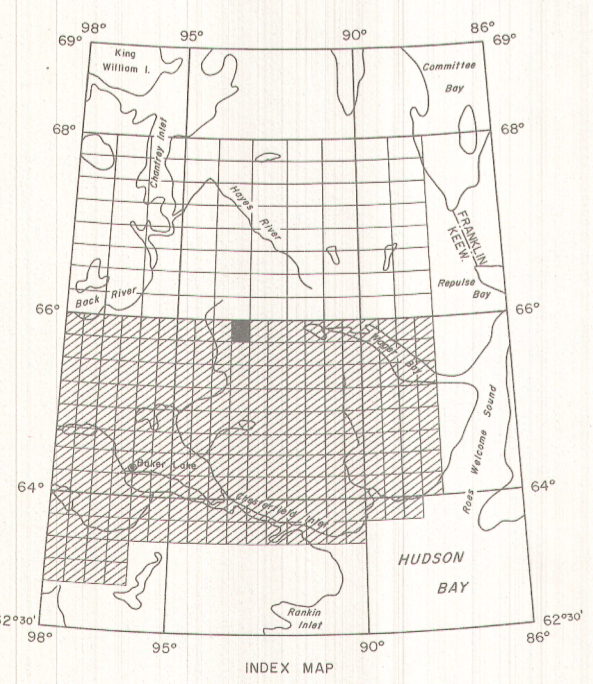 98°
95°
90°
86°
69°
69°
King
William I.
Committee
Bay
68°
68°
Chantrey Inlet
Hayes
River
FRANKLIN
KEEW.
Repulse
Bay
Back River
66°
66°
Wager Bay
Roes Welcome Sound
Baker Lake
64°
64°
Chesterfield Inlet
HUDSON
BAY
Rankin
Inlet
2°30'
62°30'
98°
95°
90°
86°
INDEX MAP